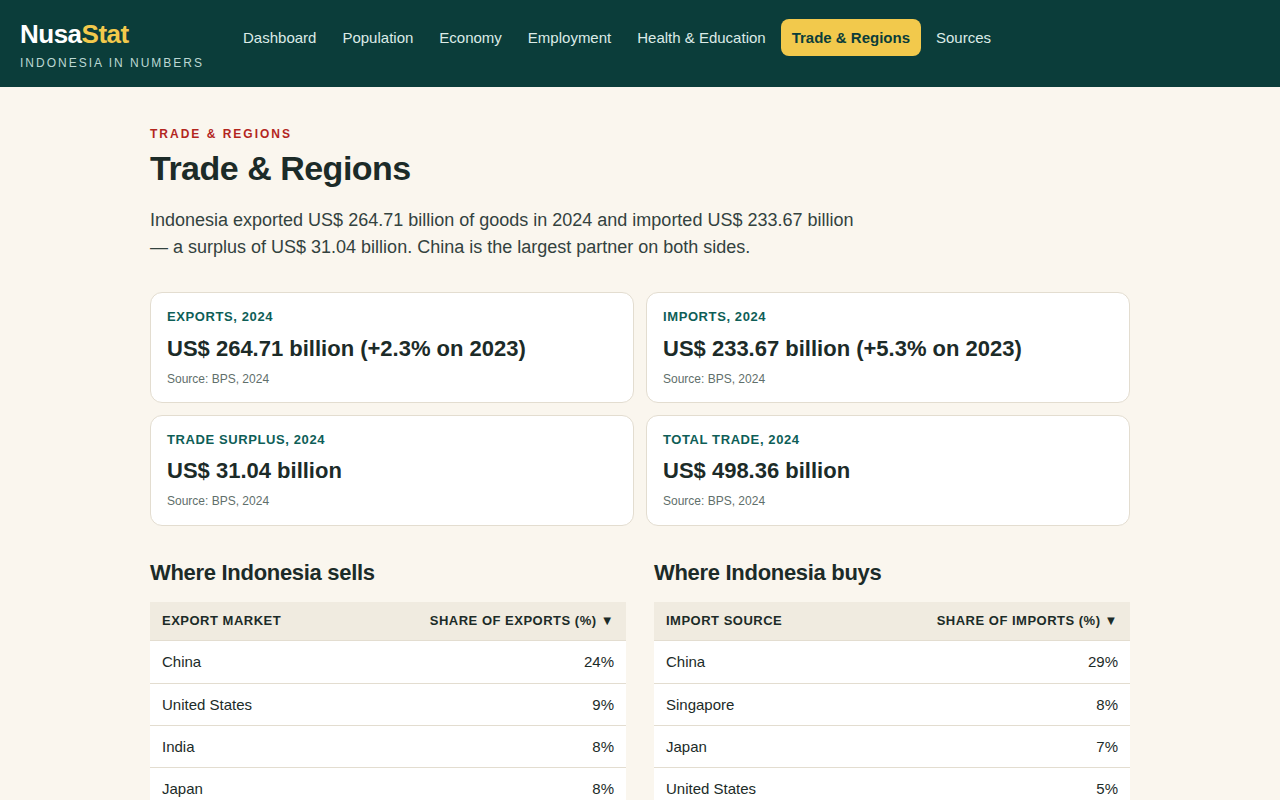 NusaStat
INDONESIA IN NUMBERS
Dashboard Population Economy Employment Health & Education Trade & Regions Sources
TRADE & REGIONS
Trade & Regions
Indonesia exported US$ 264.71 billion of goods in 2024 and imported US$ 233.67 billion
— a surplus of US$ 31.04 billion. China is the largest partner on both sides.
EXPORTS, 2024
US$ 264.71 billion (+2.3% on 2023)
Source: BPS, 2024
IMPORTS, 2024
US$ 233.67 billion (+5.3% on 2023)
Source: BPS, 2024
TRADE SURPLUS, 2024
US$ 31.04 billion
Source: BPS, 2024
TOTAL TRADE, 2024
US$ 498.36 billion
Source: BPS, 2024
Where Indonesia sells
EXPORT MARKET SHARE OF EXPORTS (%) ▼
China 24%
United States 9%
India 8%
Japan 8%
Where Indonesia buys
IMPORT SOURCE SHARE OF IMPORTS (%) ▼
China 29%
Singapore 8%
Japan 7%
United States 5%